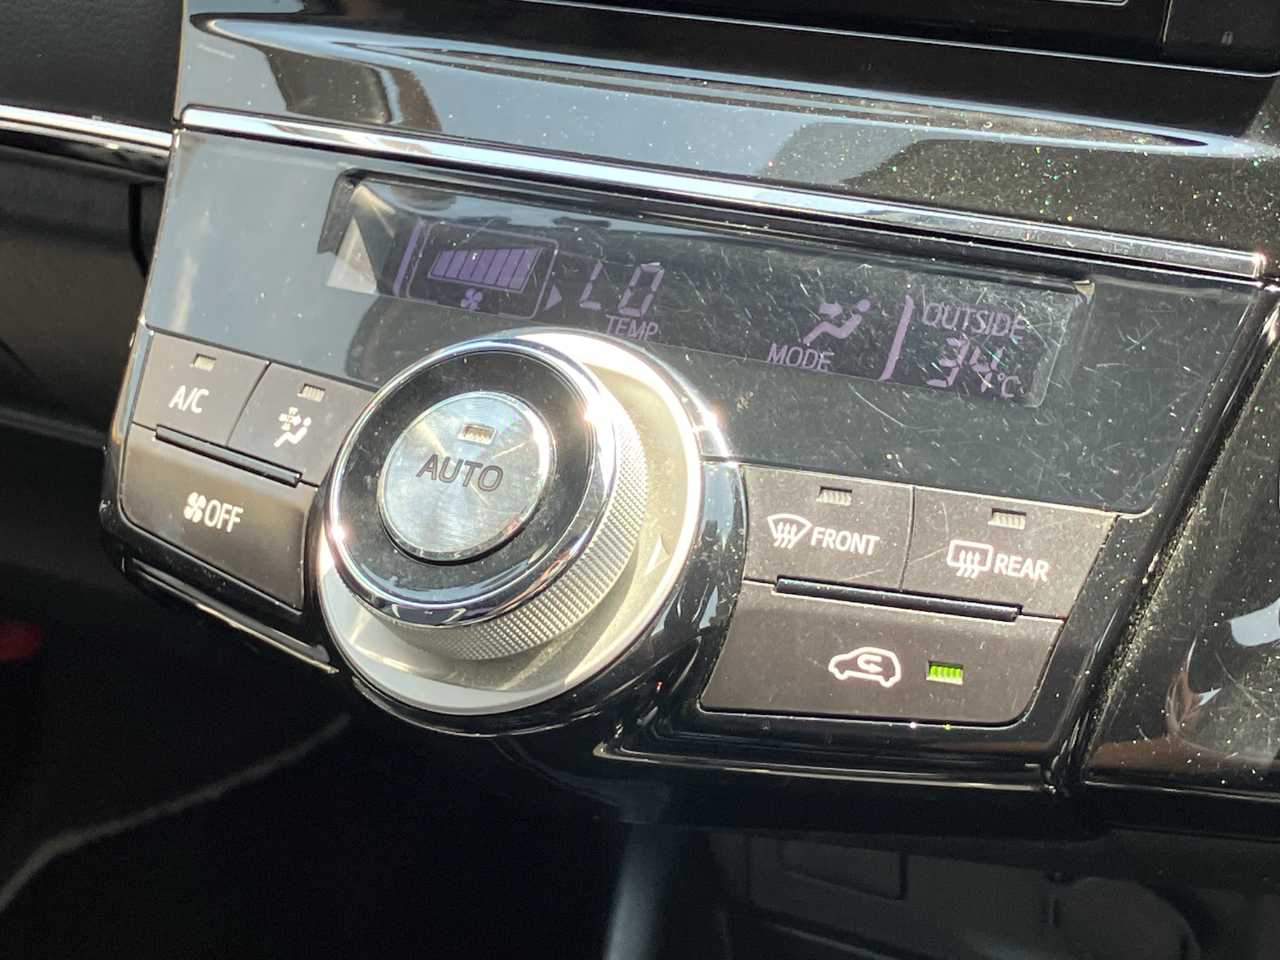 LO
TEMP
MODE
OUTSIDE
34°C
A/C
AUTO
OFF
FRONT
REAR